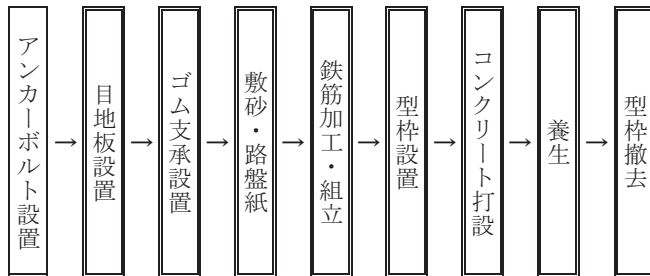 アンカーボルト設置
→
目地板設置
→
ゴム支承設置
→
敷砂・路盤紙
→
鉄筋加工・組立
→
型枠設置
→
コンクリート打設
→
養生
→
型枠撤去